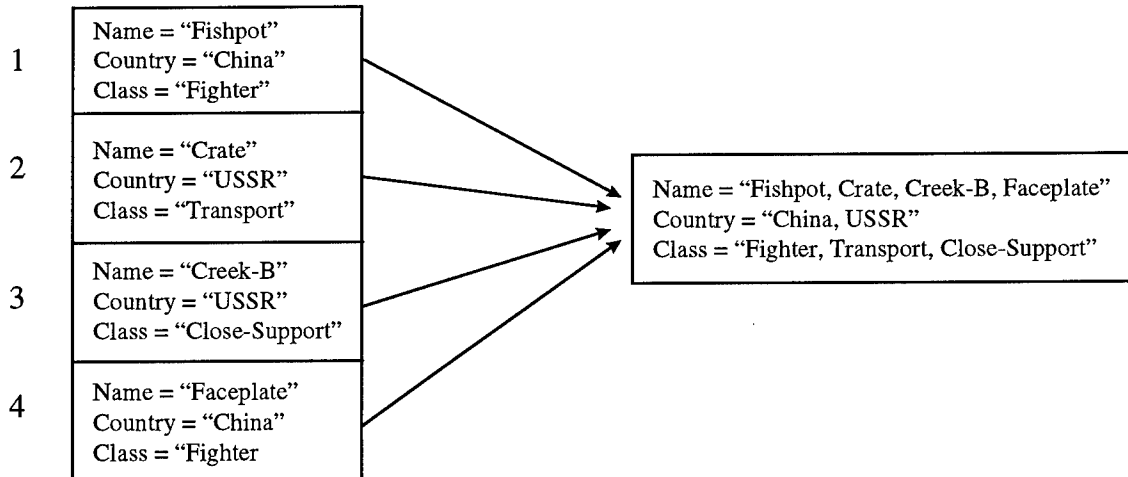 1
Name = “Fishpot”
Country = “China”
Class = “Fighter”
2
Name = “Crate”
Country = “USSR”
Class = “Transport”
3
Name = “Creek-B”
Country = “USSR”
Class = “Close-Support”
4
Name = “Faceplate”
Country = “China”
Class = “Fighter
Name = “Fishpot, Crate, Creek-B, Faceplate”
Country = “China, USSR”
Class = “Fighter, Transport, Close-Support”